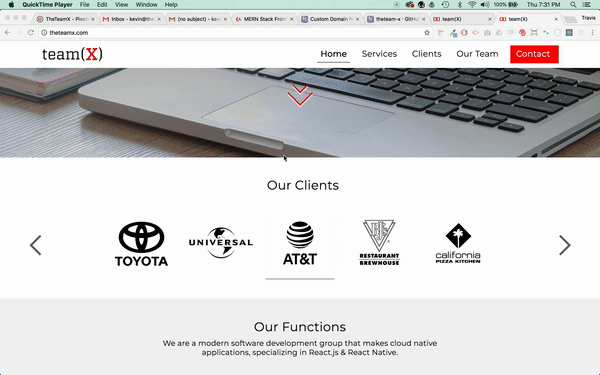 QuickTime Player File Edit View Window Help
100% Thu 7:31 PM
TheTeamX - Pivo
Inbox - kevin@the
(no subject) - kev
MERN Stack Front
Custom Domain N
theteam-x - GitH
team(X)
team(X)
Travis
theteamx.com
team(X)
Home Services Clients Our Team Contact
Our Clients
TOYOTA
UNIVERSAL
AT&T
BJ's
RESTAURANT
BREWHOUSE
california
PIZZA KITCHEN
Our Functions
We are a modern software development group that makes cloud native
applications, specializing in React.js & React Native.